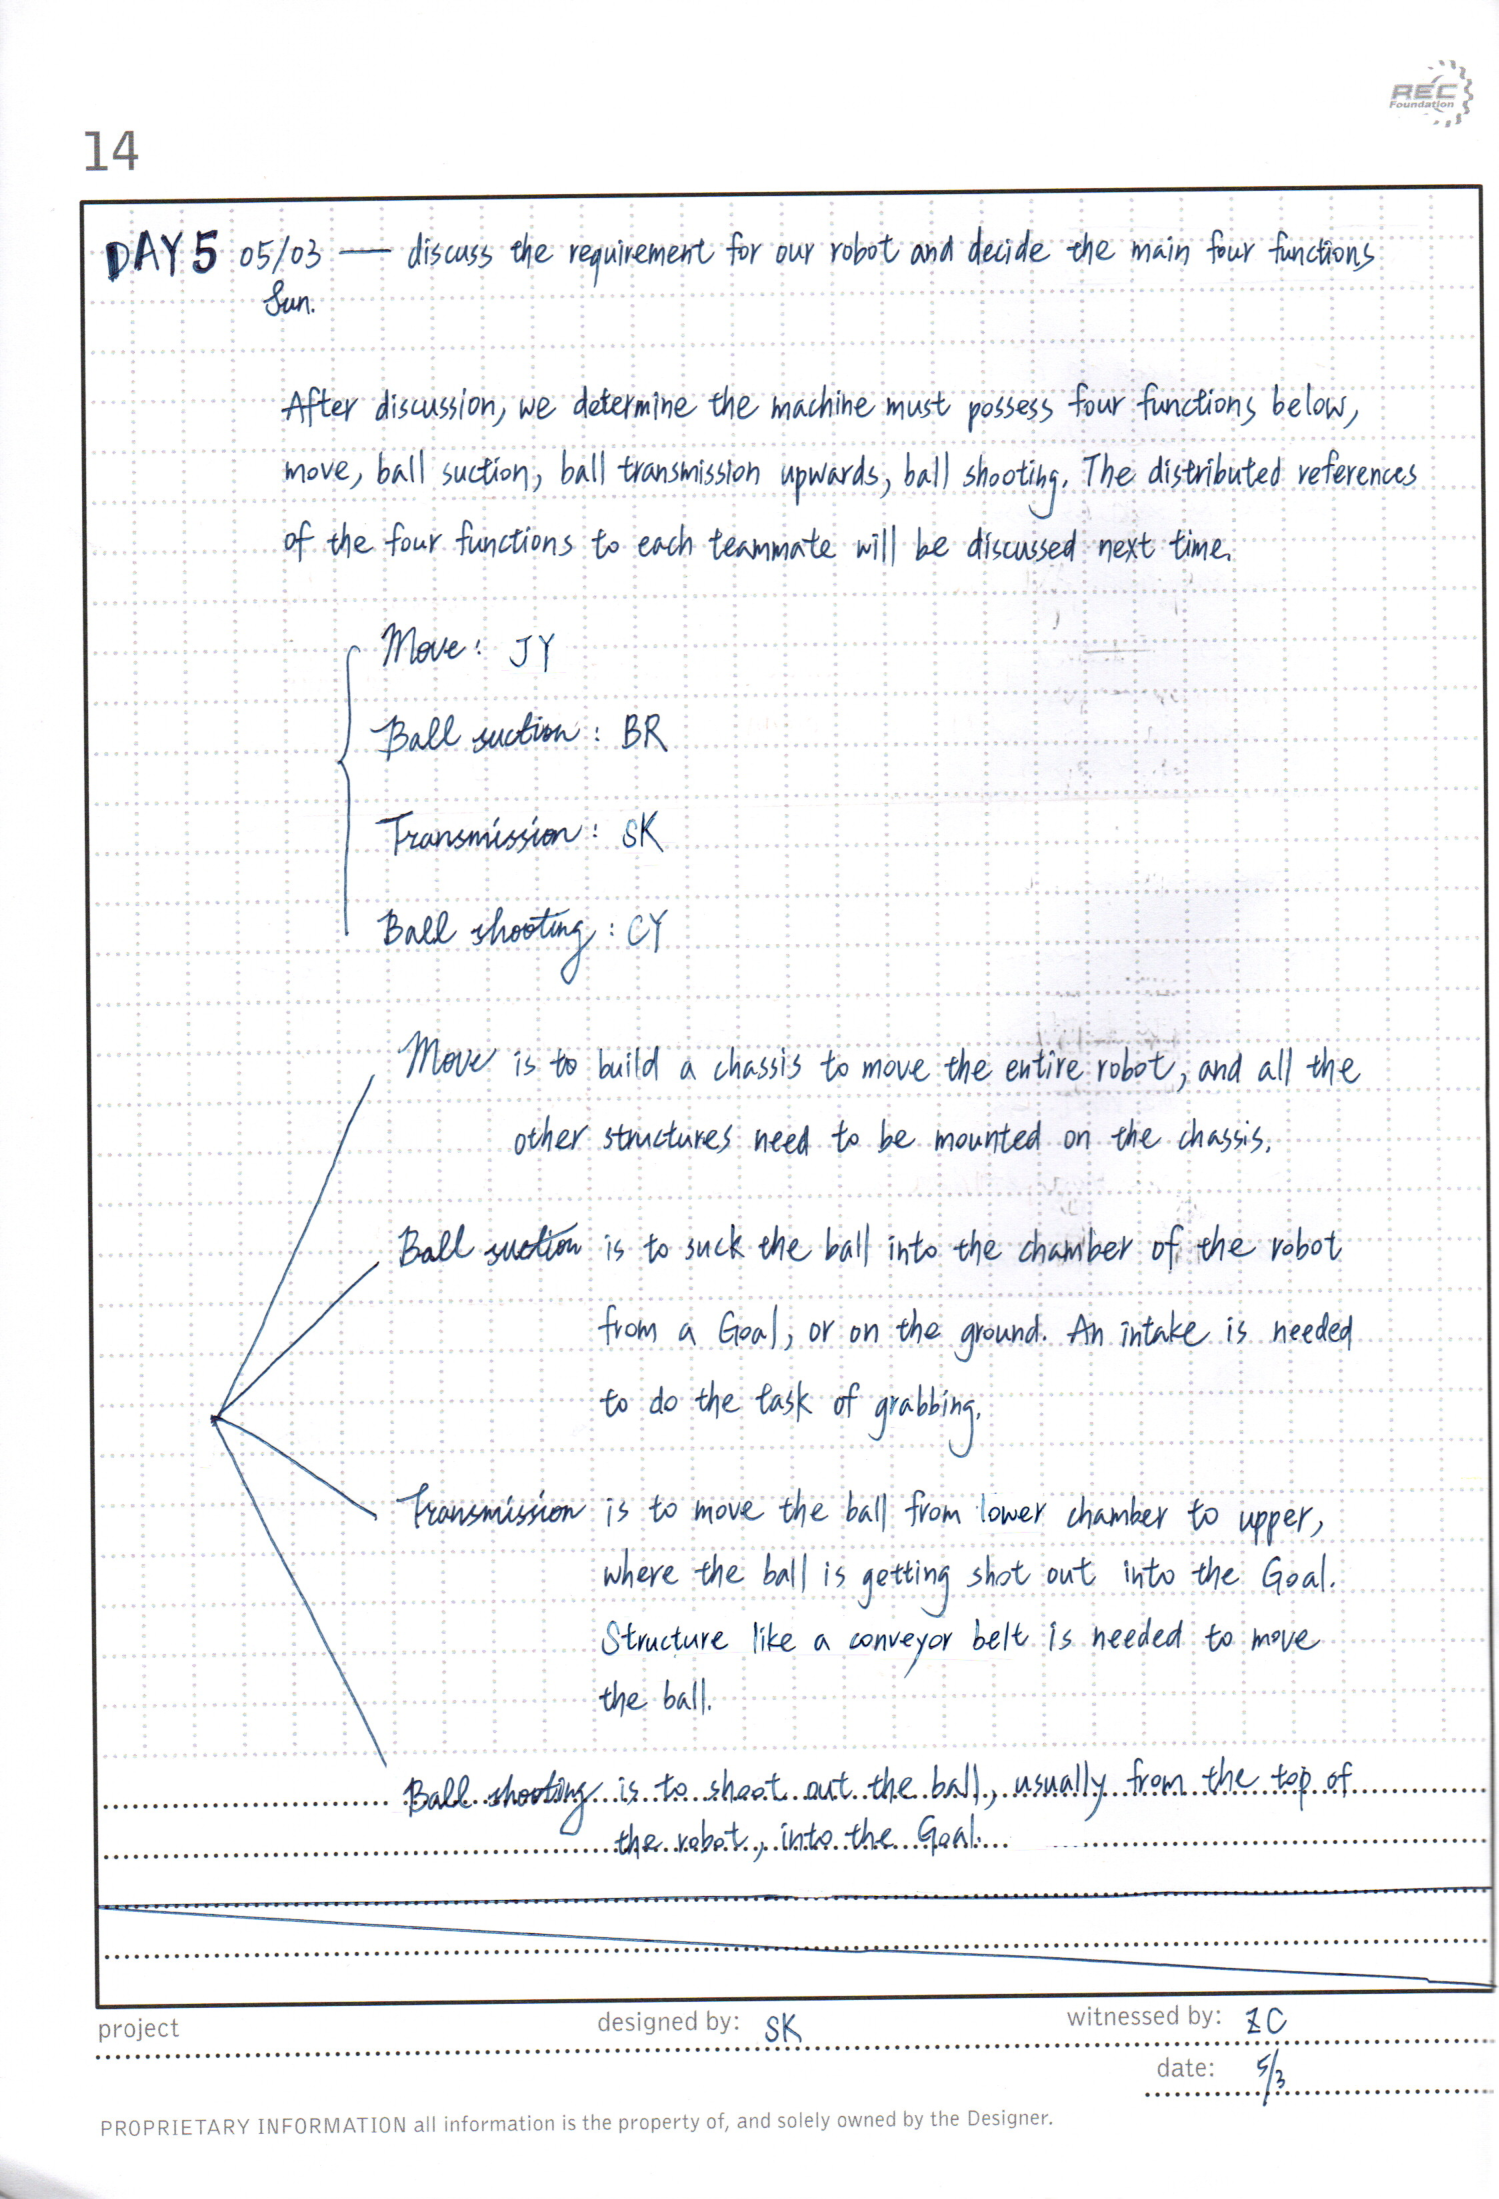 REC
Foundation
14
DAY 5 05/03 — discuss the requirement for our robot and decide the main four functions
Sun.
After discussion, we determine the machine must possess four functions below,
move, ball suction, ball transmission upwards, ball shooting. The distributed references
of the four functions to each teammate will be discussed next time.
Move: JY
Ball suction: BR
Transmission: SK
Ball shooting: CY
Move is to build a chassis to move the entire robot, and all the
other structures need to be mounted on the chassis.
Ball suction is to suck the ball into the chamber of the robot
from a Goal, or on the ground. An intake is needed
to do the task of grabbing.
Transmission is to move the ball from lower chamber to upper,
where the ball is getting shot out into the Goal.
Structure like a conveyor belt is needed to move
the ball.
Ball shooting is to shoot out the ball, usually from the top of
the robot, into the Goal.
project designed by: SK witnessed by: ZC
date: 5/3
PROPRIETARY INFORMATION all information is the property of, and solely owned by the Designer.